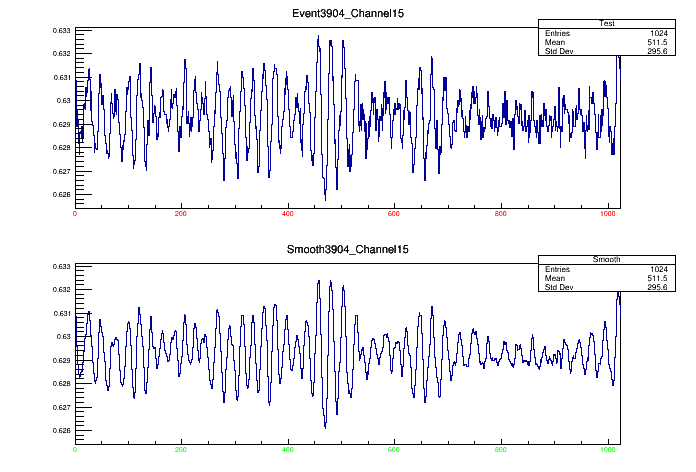 Event3904_Channel15
Test
Entries 1024
Mean 511.5
Std Dev 295.6
0.633
0.632
0.631
0.63
0.629
0.628
0.627
0.626
0 200 400 600 800 1000
Smooth3904_Channel15
Smooth
Entries 1024
Mean 511.5
Std Dev 295.6
0.633
0.632
0.631
0.63
0.629
0.628
0.627
0.626
0 200 400 600 800 1000